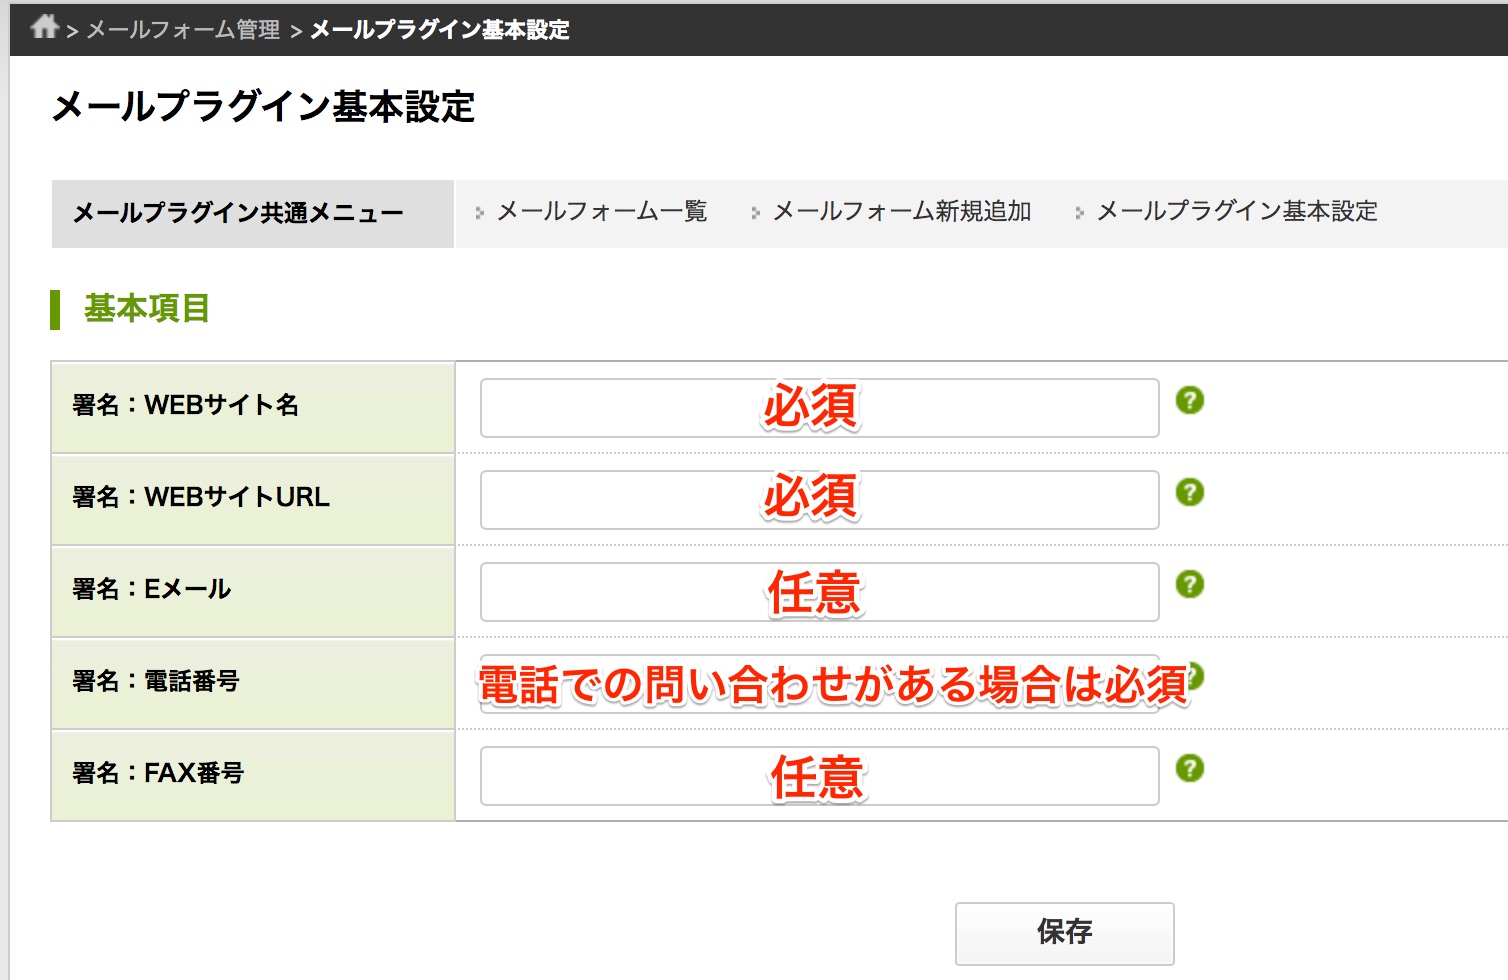 > メールフォーム管理 > メールプラグイン基本設定
メールプラグイン基本設定
メールプラグイン共通メニュー
メールフォーム一覧
メールフォーム新規追加
メールプラグイン基本設定
基本項目
署名：WEBサイト名
必須
?
署名：WEBサイトURL
必須
?
署名：Eメール
任意
?
署名：電話番号
電話での問い合わせがある場合は必須
?
署名：FAX番号
任意
?
保存